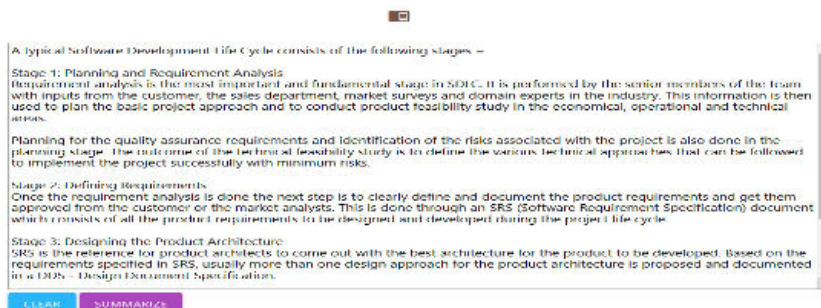 A typical Software Development Life Cycle consists of the following stages −
Stage 1: Planning and Requirement Analysis
Requirement analysis is the most important and fundamental stage in SDLC. It is performed by the senior members of the team
with inputs from the customer, the sales department, market surveys and domain experts in the industry. This information is then
used to plan the basic project approach and to conduct product feasibility study in the economical, operational and technical
areas.
Planning for the quality assurance requirements and identification of the risks associated with the project is also done in the
planning stage. The outcome of the technical feasibility study is to define the various technical approaches that can be followed
to implement the project successfully with minimum risks.
Stage 2: Defining Requirements
Once the requirement analysis is done the next step is to clearly define and document the product requirements and get them
approved from the customer or the market analysts. This is done through an SRS (Software Requirement Specification) document
which consists of all the product requirements to be designed and developed during the project life cycle.
Stage 3: Designing the Product Architecture
SRS is the reference for product architects to come out with the best architecture for the product to be developed. Based on the
requirements specified in SRS, usually more than one design approach for the product architecture is proposed and documented
in a DDS - Design Document Specification.
CLEAR SUMMARIZE